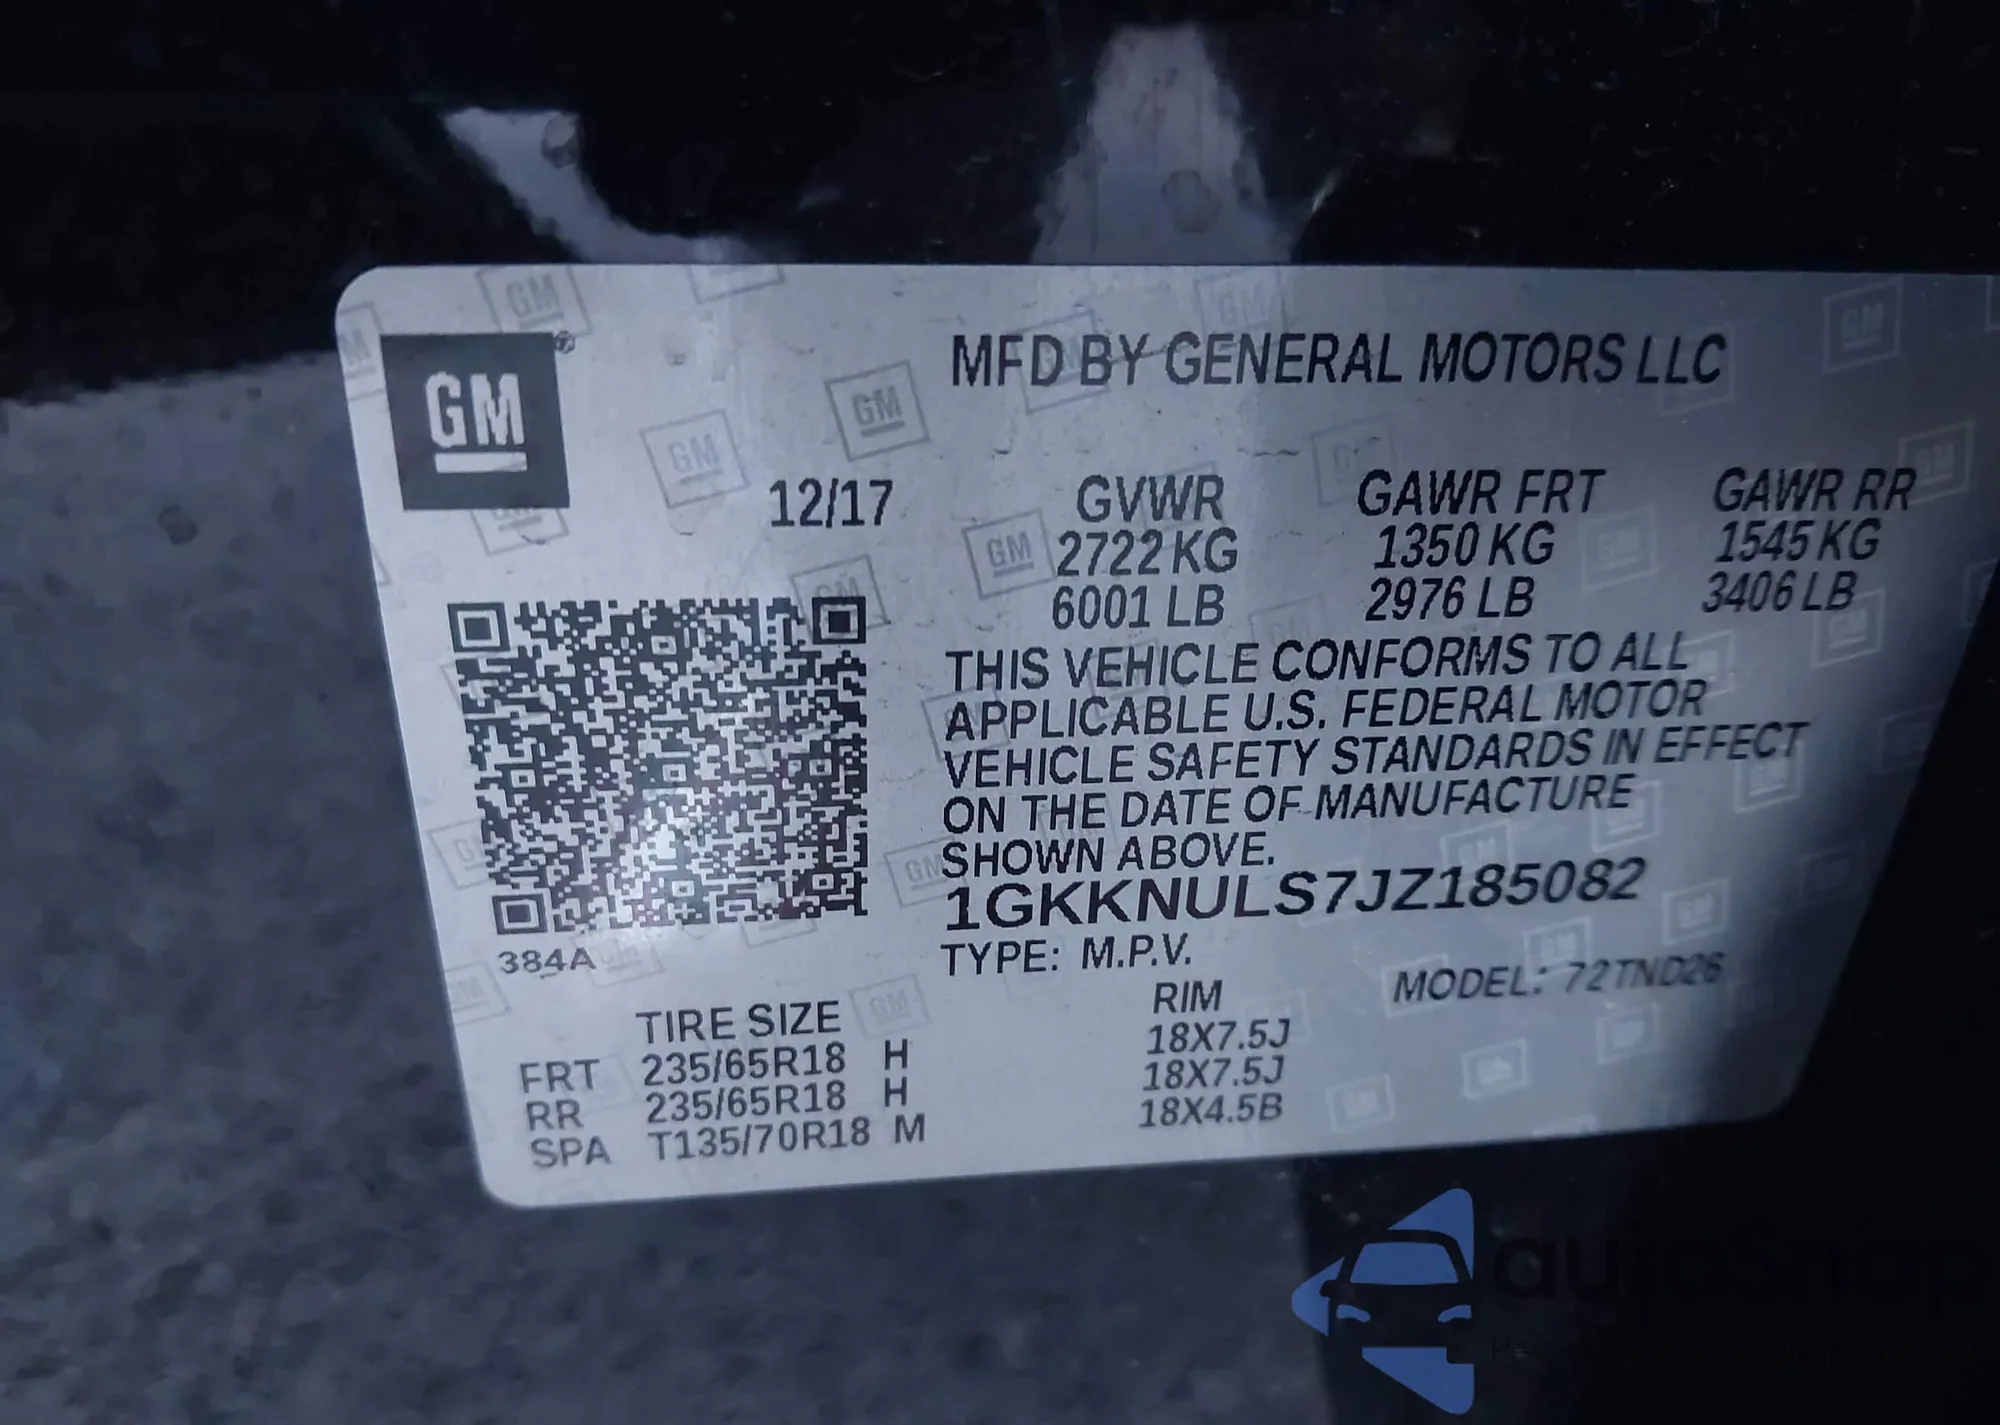 GM
MFD BY GENERAL MOTORS LLC
12/17
GVWR GAWR FRT GAWR RR
2722 KG 1350 KG 1545 KG
6001 LB 2976 LB 3406 LB
THIS VEHICLE CONFORMS TO ALL
APPLICABLE U.S. FEDERAL MOTOR
VEHICLE SAFETY STANDARDS IN EFFECT
ON THE DATE OF MANUFACTURE
SHOWN ABOVE.
1GKKNULS7JZ185082
384A
TYPE: M.P.V. MODEL: 72TND26
TIRE SIZE RIM
FRT 235/65R18 H 18X7.5J
RR 235/65R18 H 18X7.5J
SPA T135/70R18 M 18X4.5B